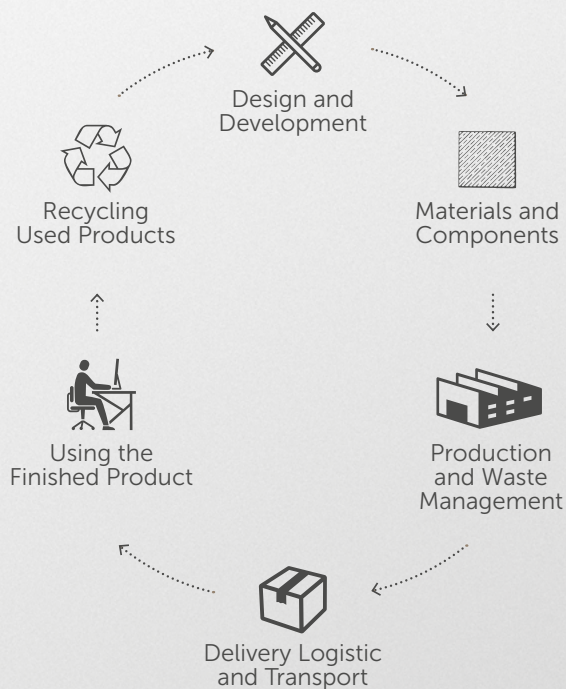 Design and
Development
Materials and
Components
Production
and Waste
Management
Delivery Logistic
and Transport
Using the
Finished Product
Recycling
Used Products